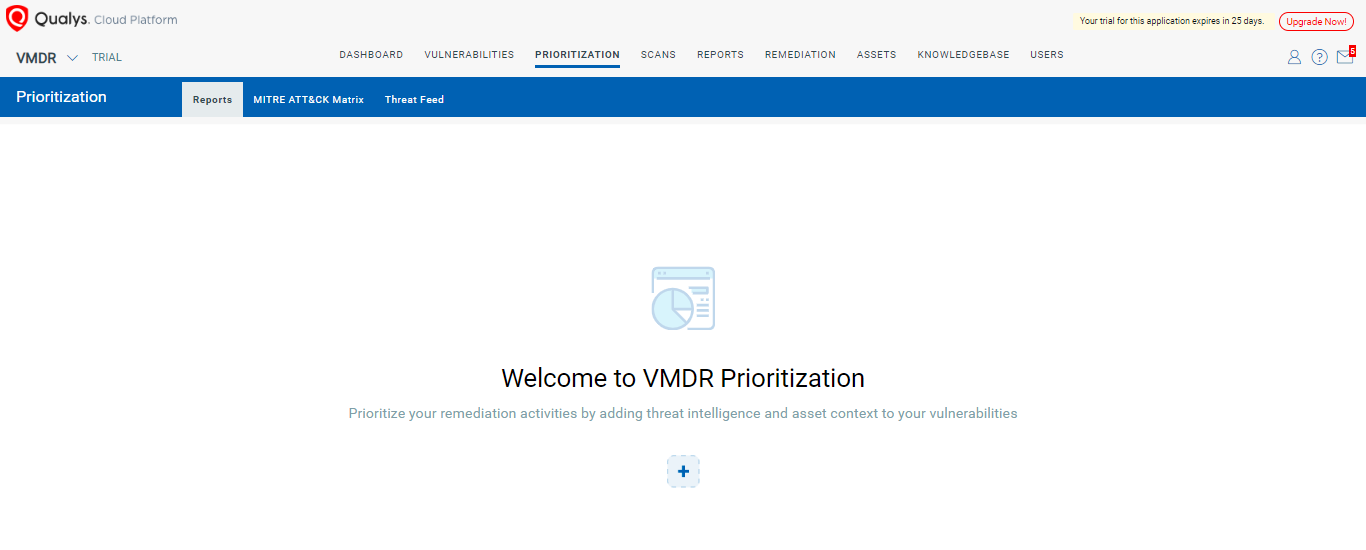 Qualys. Cloud Platform
Your trial for this application expires in 25 days.
Upgrade Now!
VMDR TRIAL
DASHBOARD VULNERABILITIES PRIORITIZATION SCANS REPORTS REMEDIATION ASSETS KNOWLEDGEBASE USERS
?
5
Prioritization
Reports MITRE ATT&CK Matrix Threat Feed
Welcome to VMDR Prioritization
Prioritize your remediation activities by adding threat intelligence and asset context to your vulnerabilities
+